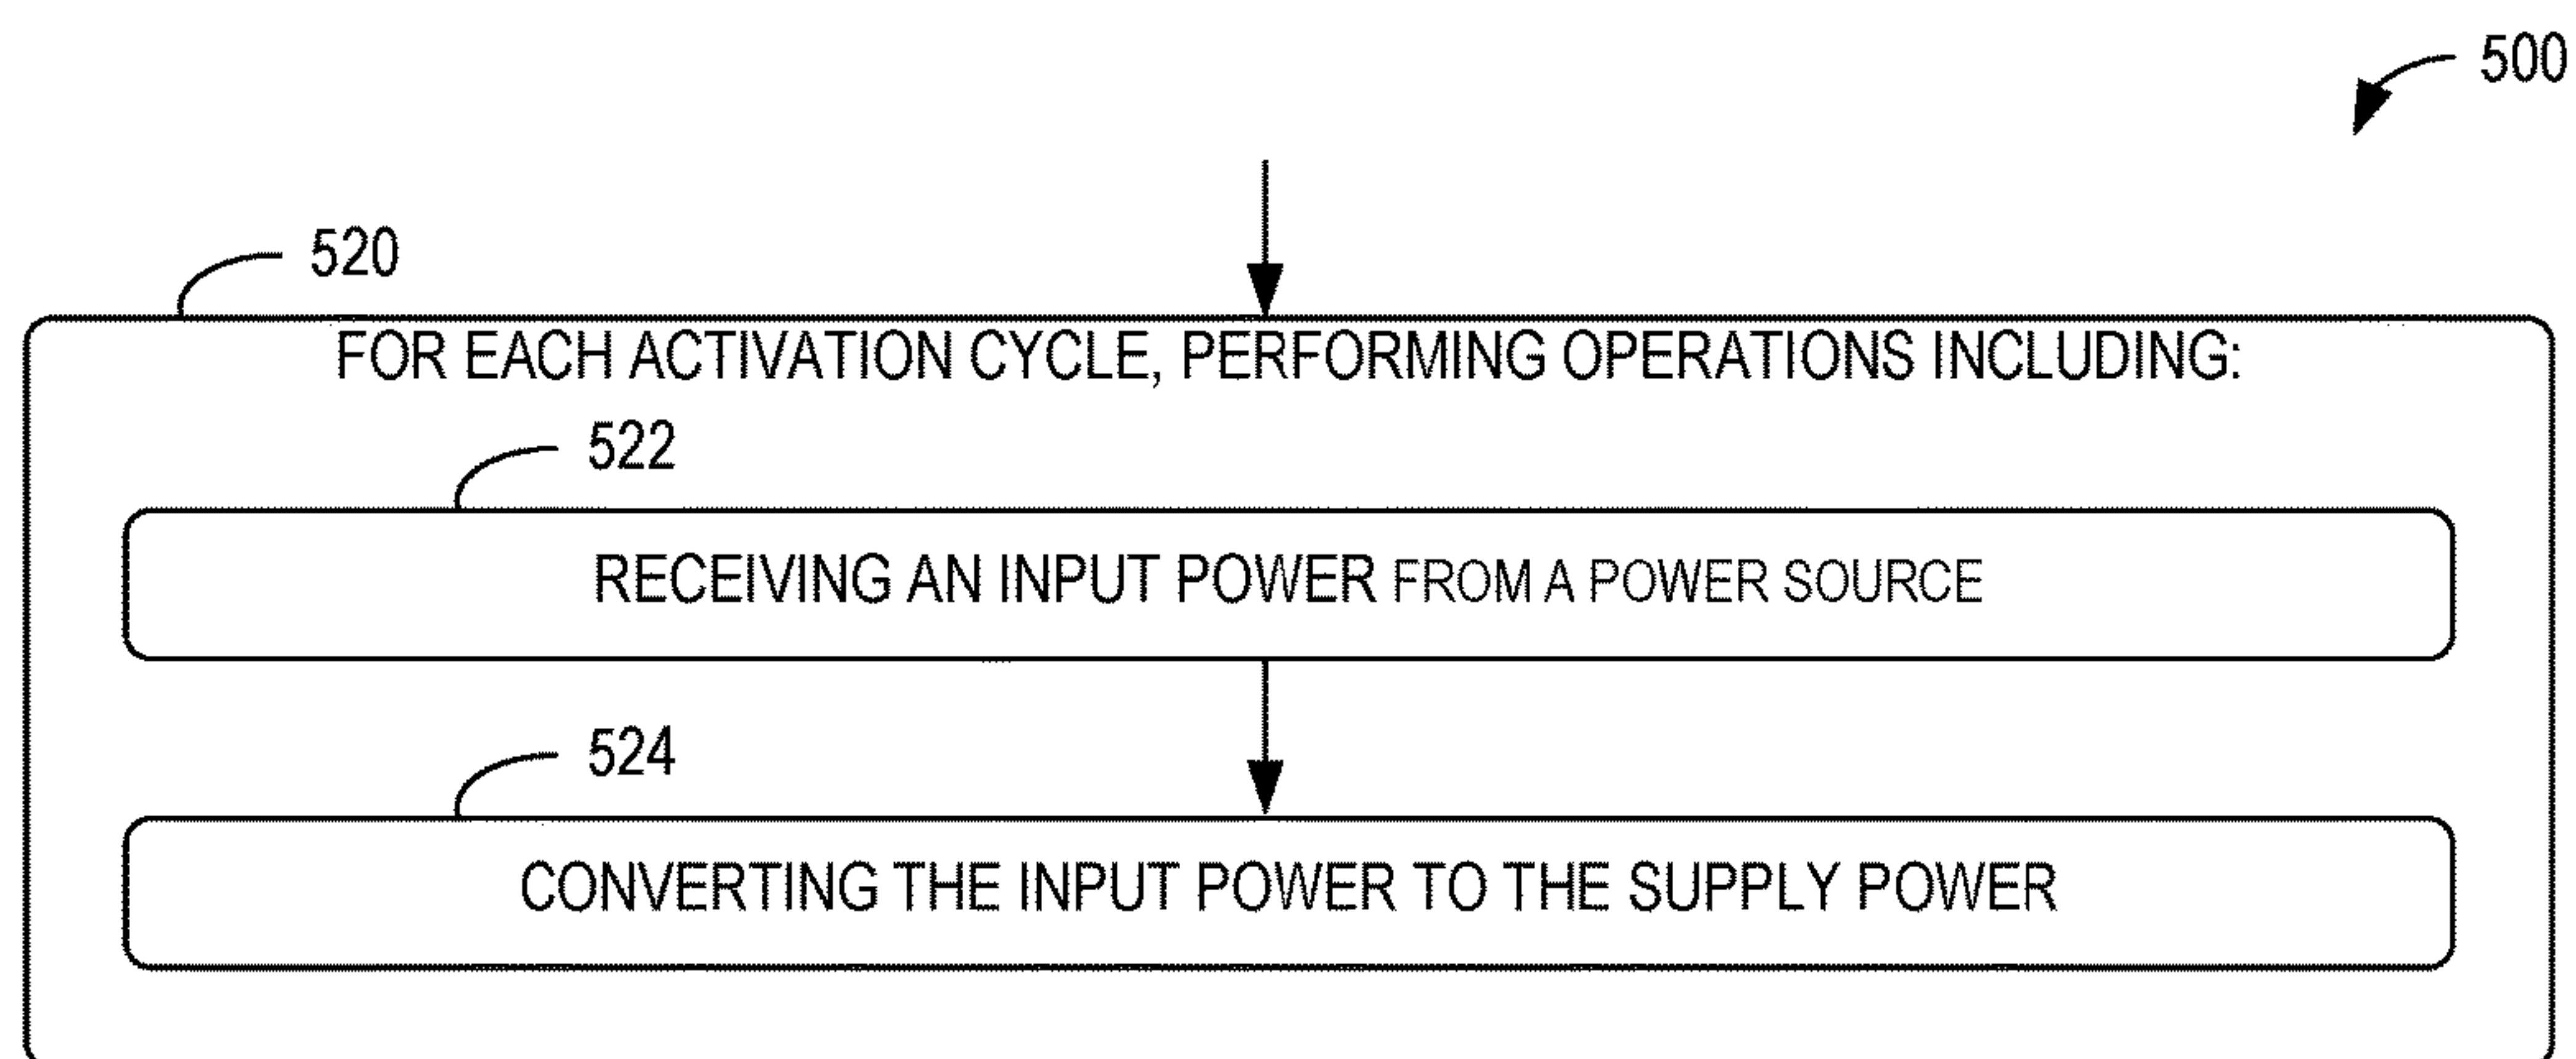 500
520
FOR EACH ACTIVATION CYCLE, PERFORMING OPERATIONS INCLUDING:
522
RECEIVING AN INPUT POWER FROM A POWER SOURCE
524
CONVERTING THE INPUT POWER TO THE SUPPLY POWER